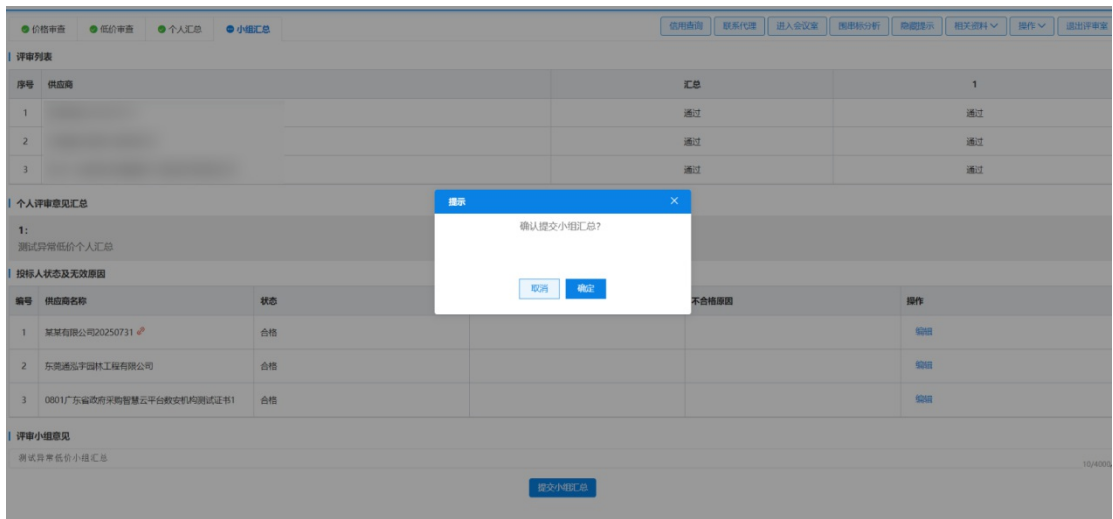 价格审查 低价审查 个人汇总 小组汇总 信用查询 联系代理 进入会议室 围串标分析 隐藏提示 相关资料 操作 退出评审室
评审列表
序号 供应商 汇总 1
1 通过 通过
2 通过 通过
3 通过 通过
个人评审意见汇总
1:
测试异常低价个人汇总
提示
确认提交小组汇总?
取消 确定
投标人状态及无效原因
编号 供应商名称 状态 不合格原因 操作
1 某某有限公司20250731 合格 编辑
2 东莞通泓宇园林工程有限公司 合格 编辑
3 0801广东省政府采购智慧云平台数安机构测试证书1 合格 编辑
评审小组意见
测试异常低价小组汇总
10/4000
提交小组汇总